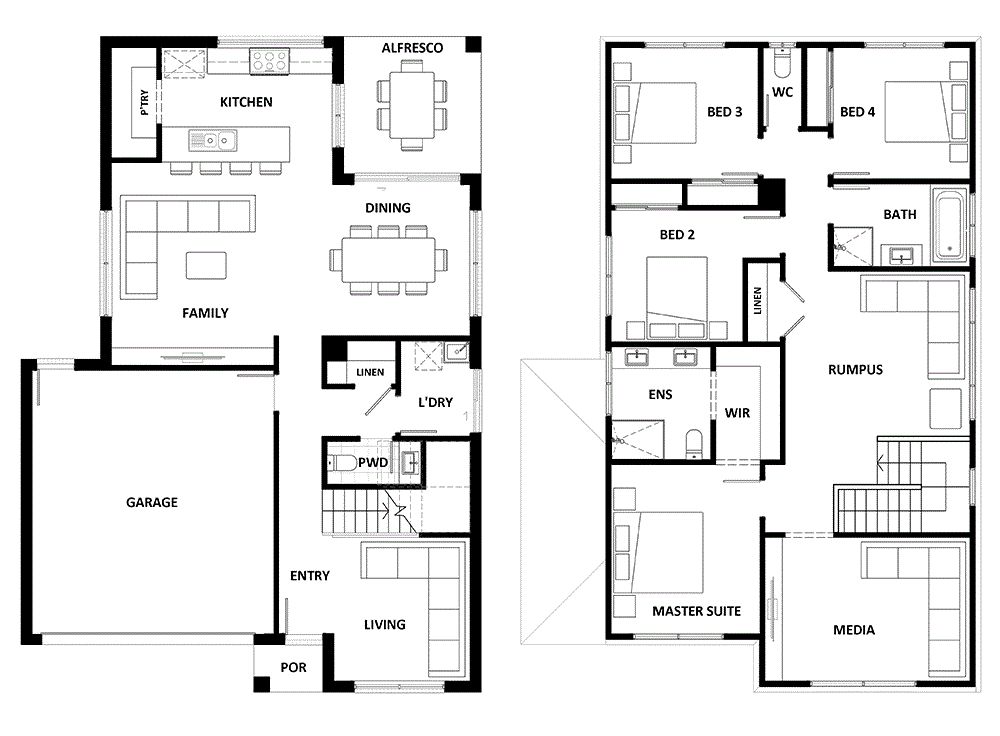 ALFRESCO
KITCHEN
P'TRY
DINING
FAMILY
LINEN
L'DRY
PWD
GARAGE
ENTRY
LIVING
POR
BED 3
WC
BED 4
BATH
BED 2
LINEN
RUMPUS
ENS
WIR
MASTER SUITE
MEDIA